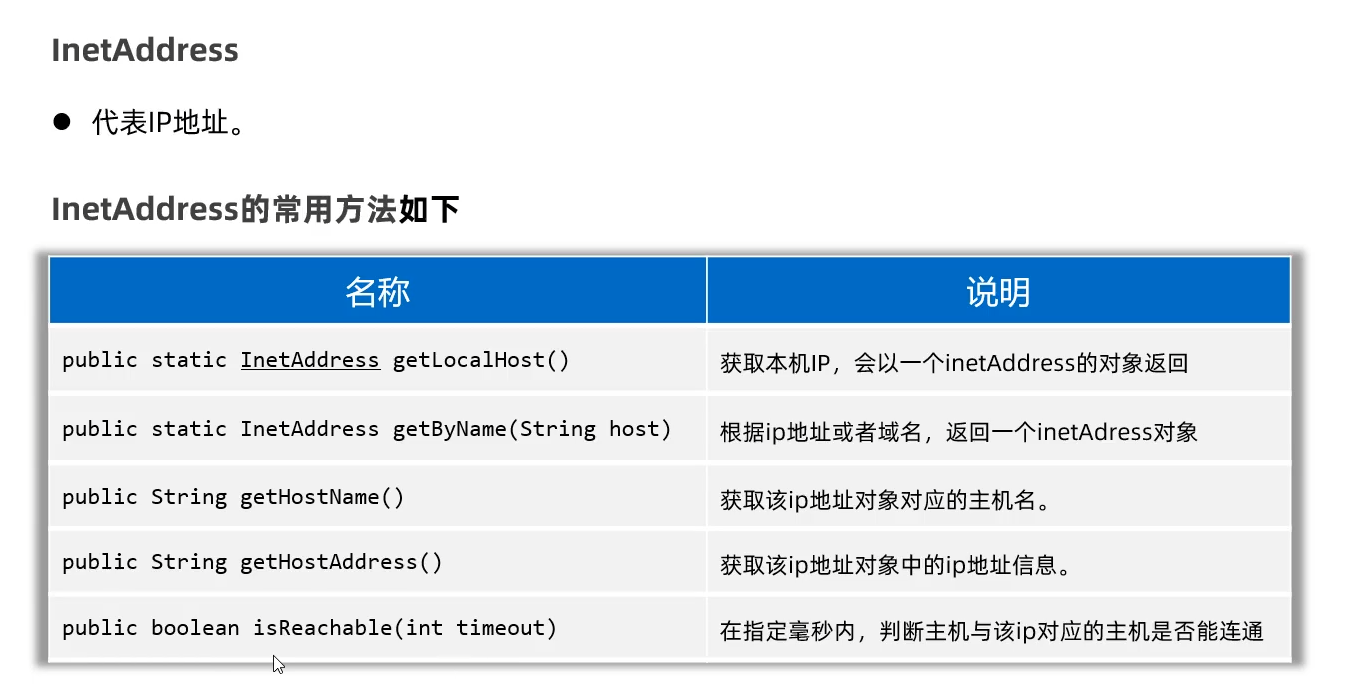 InetAddress
● 代表IP地址。
InetAddress的常用方法如下
名称 说明
public static InetAddress getLocalHost() 获取本机IP，会以一个inetAddress的对象返回
public static InetAddress getByName(String host) 根据ip地址或者域名，返回一个inetAdress对象
public String getHostName() 获取该ip地址对象对应的主机名。
public String getHostAddress() 获取该ip地址对象中的ip地址信息。
public boolean isReachable(int timeout) 在指定毫秒内，判断主机与该ip对应的主机是否能连通